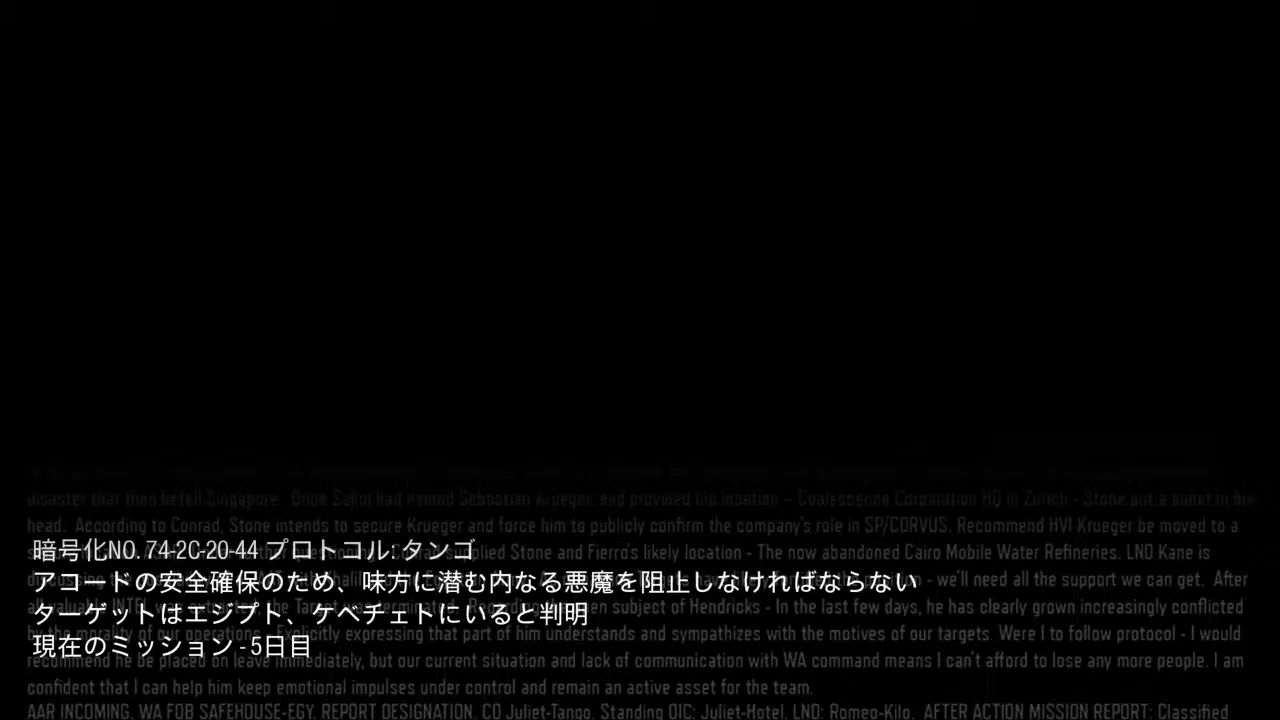 disaster that then befell Singapore. Once Salim had named Sebastian Krueger and provided his location - Coalescence Corporation HQ in Zurich - Stone put a bullet in his
head. According to Conrad, Stone intends to secure Krueger and force him to publicly confirm the company's role in SP/CORVUS. Recommend HVI Krueger be moved to a
暗号化NO. 74-2C-20-44 プロトコル: タンゴ
supplied Stone and Fierro's likely location - The now abandoned Cairo Mobile Water Refineries. LNO Kane is
アコードの安全確保のため、味方に潜む内なる悪魔を阻止しなければならない
- we'll need all the support we can get. After
ターゲットはエジプト、ケベチェトにいると判明
subject of Hendricks - In the last few days, he has clearly grown increasingly conflicted
by the morality of our operations. Explicitly expressing that part of him understands and sympathizes with the motives of our targets. Were I to follow protocol - I would
現在のミッション - 5日目
recommend he be placed on leave immediately, but our current situation and lack of communication with WA command means I can't afford to lose any more people. I am
confident that I can help him keep emotional impulses under control and remain an active asset for the team.
AAR INCOMING. WA FOB SAFEHOUSE-EGY. REPORT DESIGNATION. CO Juliet-Tango. Standing OIC: Juliet-Hotel. LNO: Romeo-Kilo. AFTER ACTION MISSION REPORT: Classified